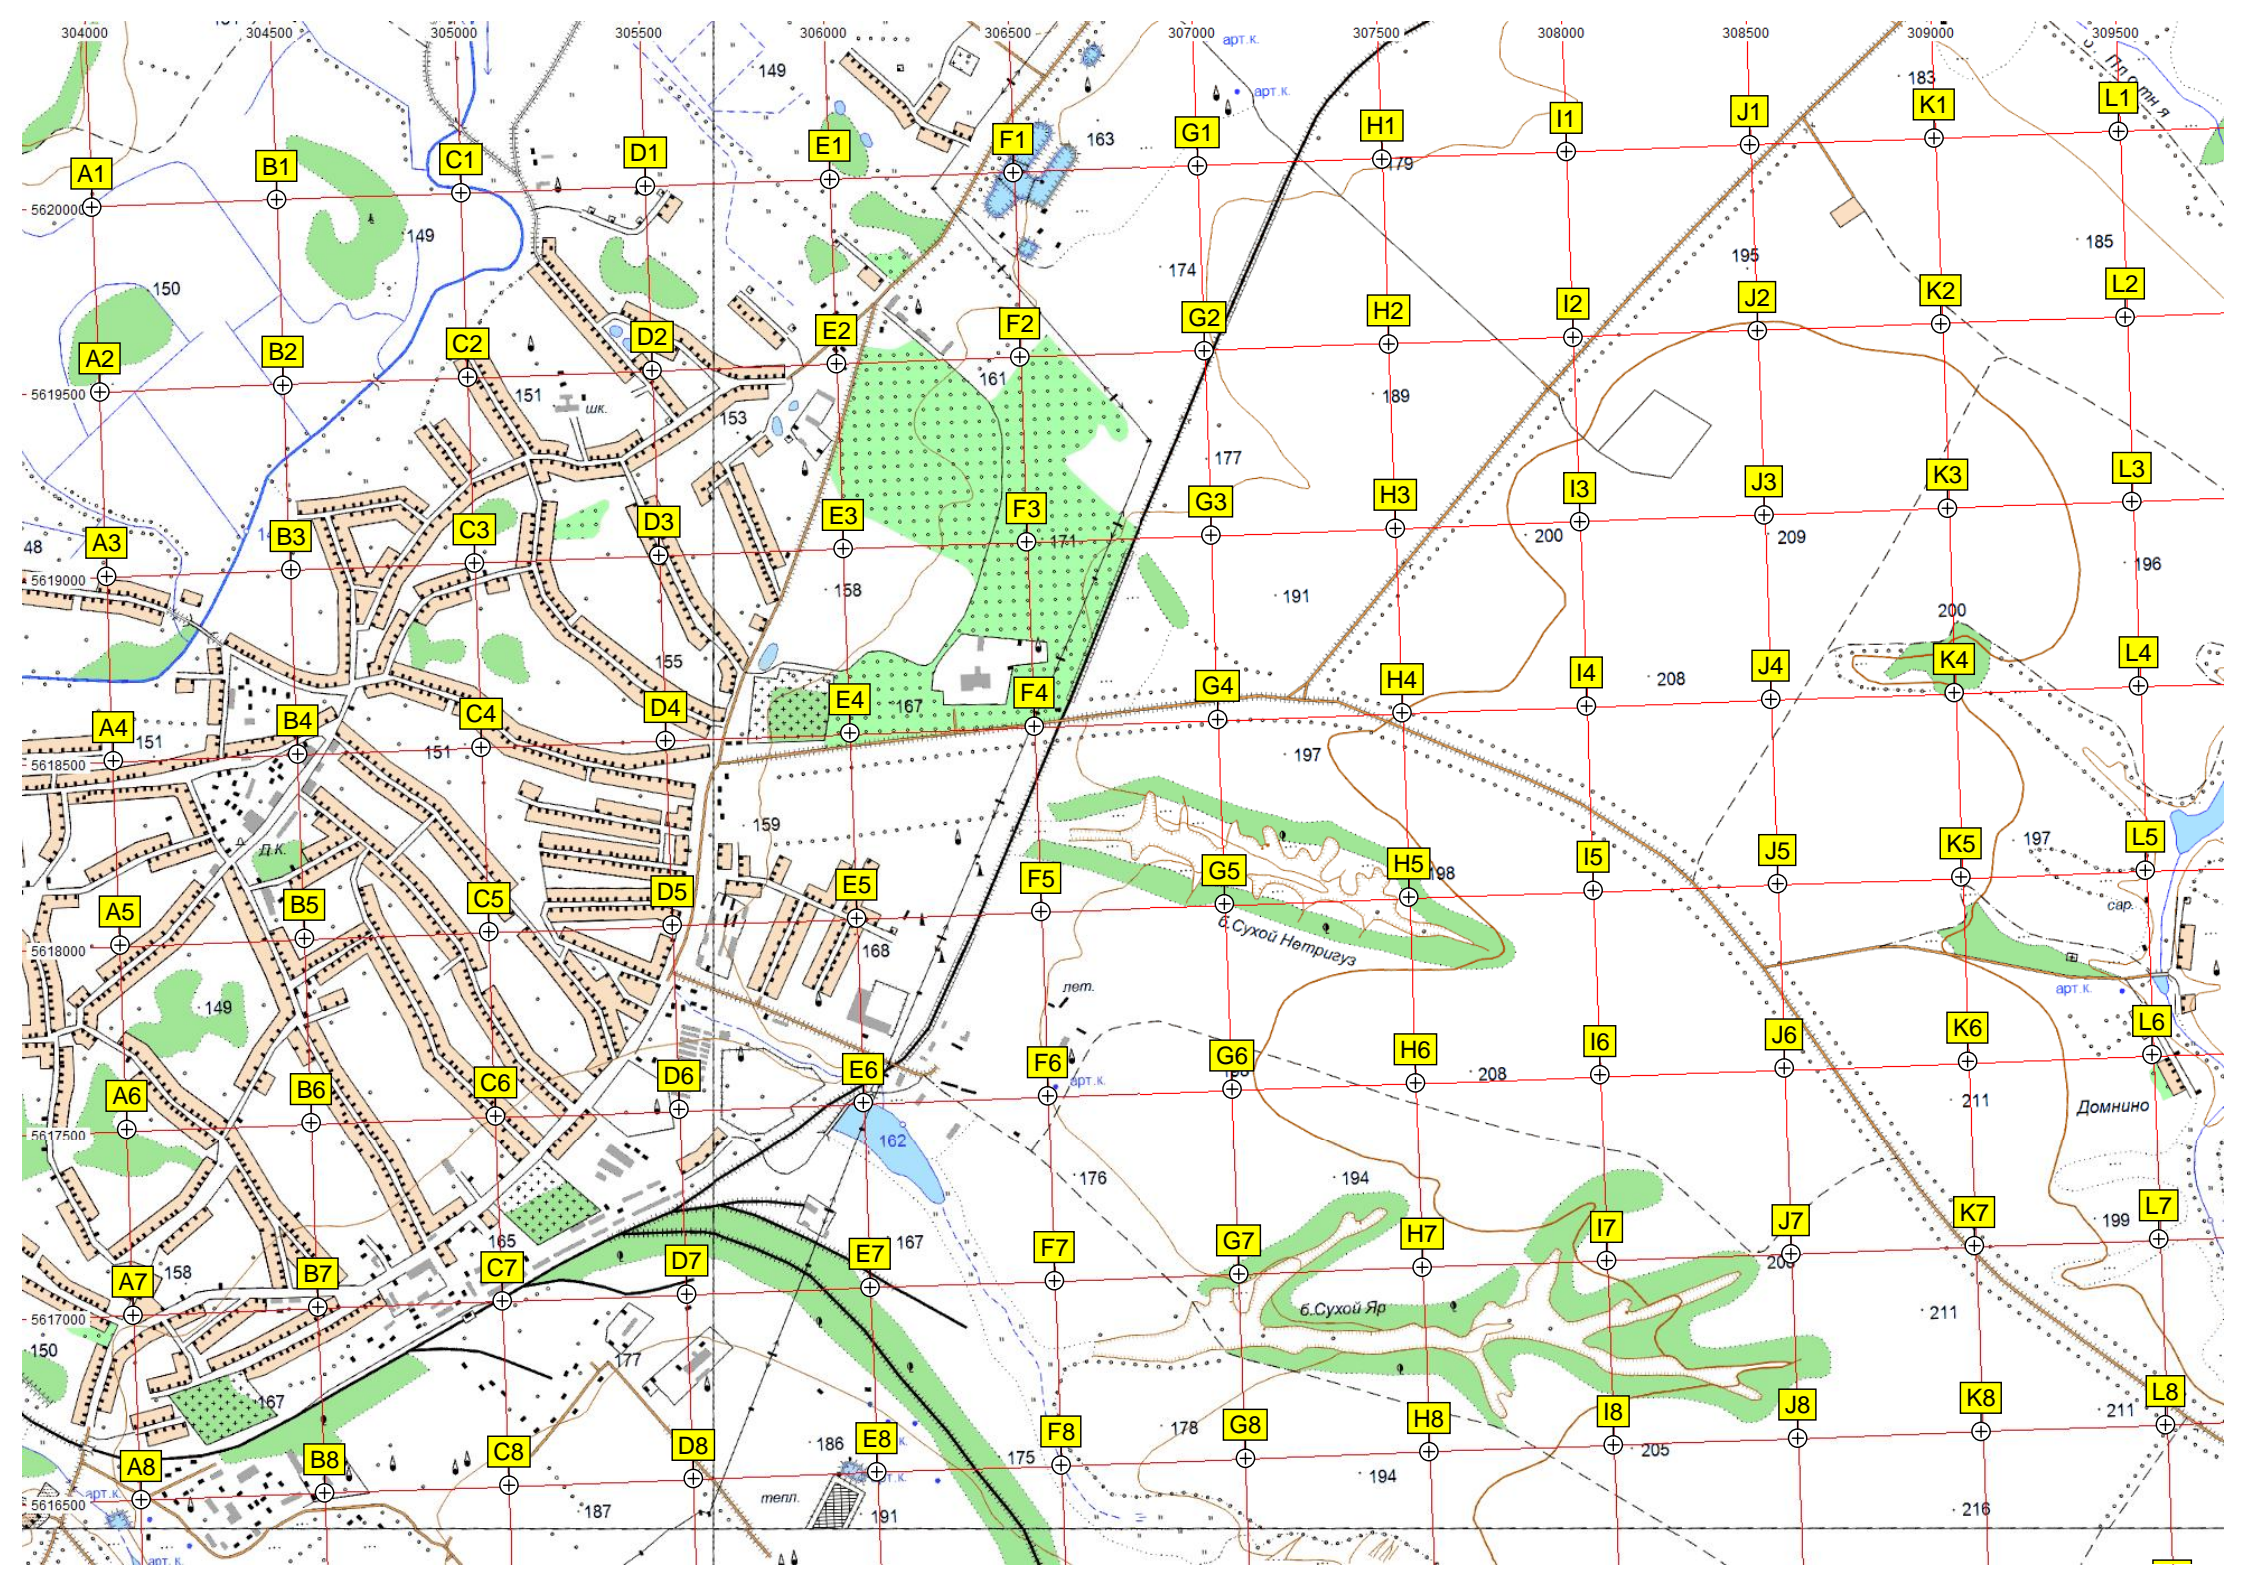 304000 304500 305000 305500 306000 306500 307000 307500 308000 308500 309000 309500
арт.к.
149 арт.к. 183
Пл тн я
A1 B1 C1 D1 E1 F1 163 G1 H1 179 I1 J1 K1 L1
5620000
149 174 195 185
150
A2 B2 C2 D2 E2 F2 G2 H2 I2 J2 K2 L2
5619500
151 шк. 153 161 189
177
A3 B3 C3 D3 E3 F3 G3 H3 I3 J3 K3 L3
48 171 200 209 196
5619000
158 191 200
155
A4 B4 C4 D4 E4 F4 G4 H4 I4 J4 K4 L4
151 151 167 197 208
5618500
159 197
Д.К.
A5 B5 C5 D5 E5 F5 G5 H5 198 I5 J5 K5 L5
сар.
5618000
168 б.Сухой Нетригуз
149 лет. арт.к.
A6 B6 C6 D6 E6 F6 арт.к. G6 H6 208 I6 J6 K6 L6
5617500
162 211 Домнино
176 194
A7 B7 C7 D7 E7 F7 G7 H7 I7 J7 K7 L7
158 165 167 199
5617000
б.Сухой Яр 211
150 177
167
A8 B8 C8 D8 E8 F8 G8 H8 I8 J8 K8 L8
186 175 178 194 205 211
5616500
арт.к. 187 тепл. 191 216
арт.к.